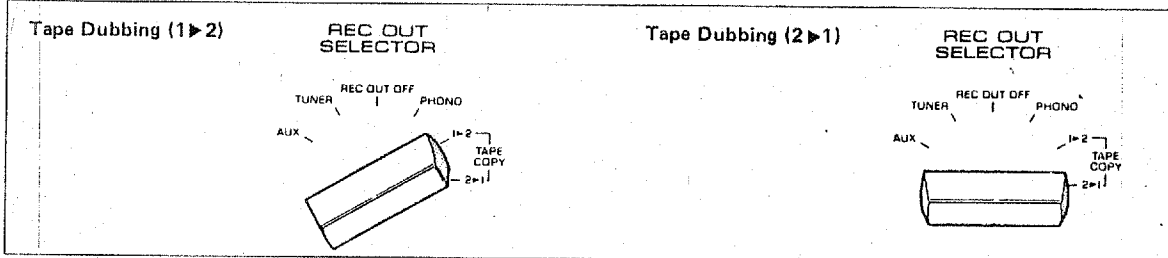 Tape Dubbing (1▶2)
REC OUT
SELECTOR
REC OUT OFF
TUNER
PHONO
AUX
1▶2
TAPE
COPY
2▶1
Tape Dubbing (2▶1)
REC OUT
SELECTOR
REC OUT OFF
TUNER
PHONO
AUX
1▶2
TAPE
COPY
2▶1